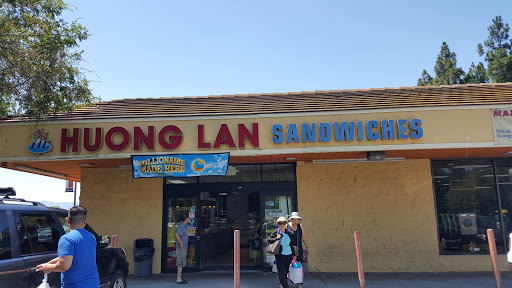 HUONG LAN SANDWICHES
MILLIONAIRE
MADE HERE